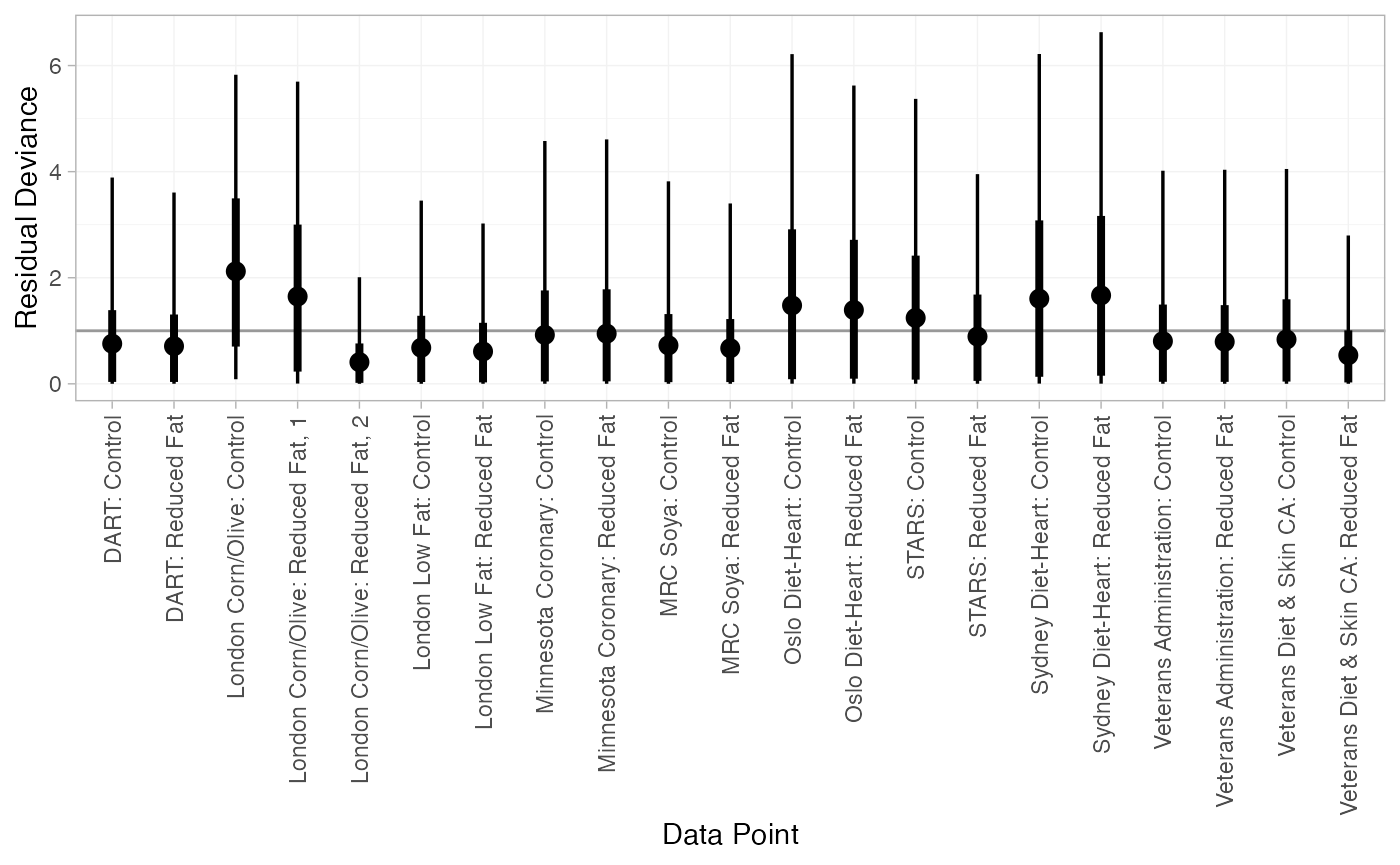 Residual Deviance
6
4
2
0
DART: Control
DART: Reduced Fat
London Corn/Olive: Control
London Corn/Olive: Reduced Fat, 1
London Corn/Olive: Reduced Fat, 2
London Low Fat: Control
London Low Fat: Reduced Fat
Minnesota Coronary: Control
Minnesota Coronary: Reduced Fat
MRC Soya: Control
MRC Soya: Reduced Fat
Oslo Diet-Heart: Control
Oslo Diet-Heart: Reduced Fat
STARS: Control
STARS: Reduced Fat
Sydney Diet-Heart: Control
Sydney Diet-Heart: Reduced Fat
Veterans Administration: Control
Veterans Administration: Reduced Fat
Veterans Diet & Skin CA: Control
Veterans Diet & Skin CA: Reduced Fat
Data Point